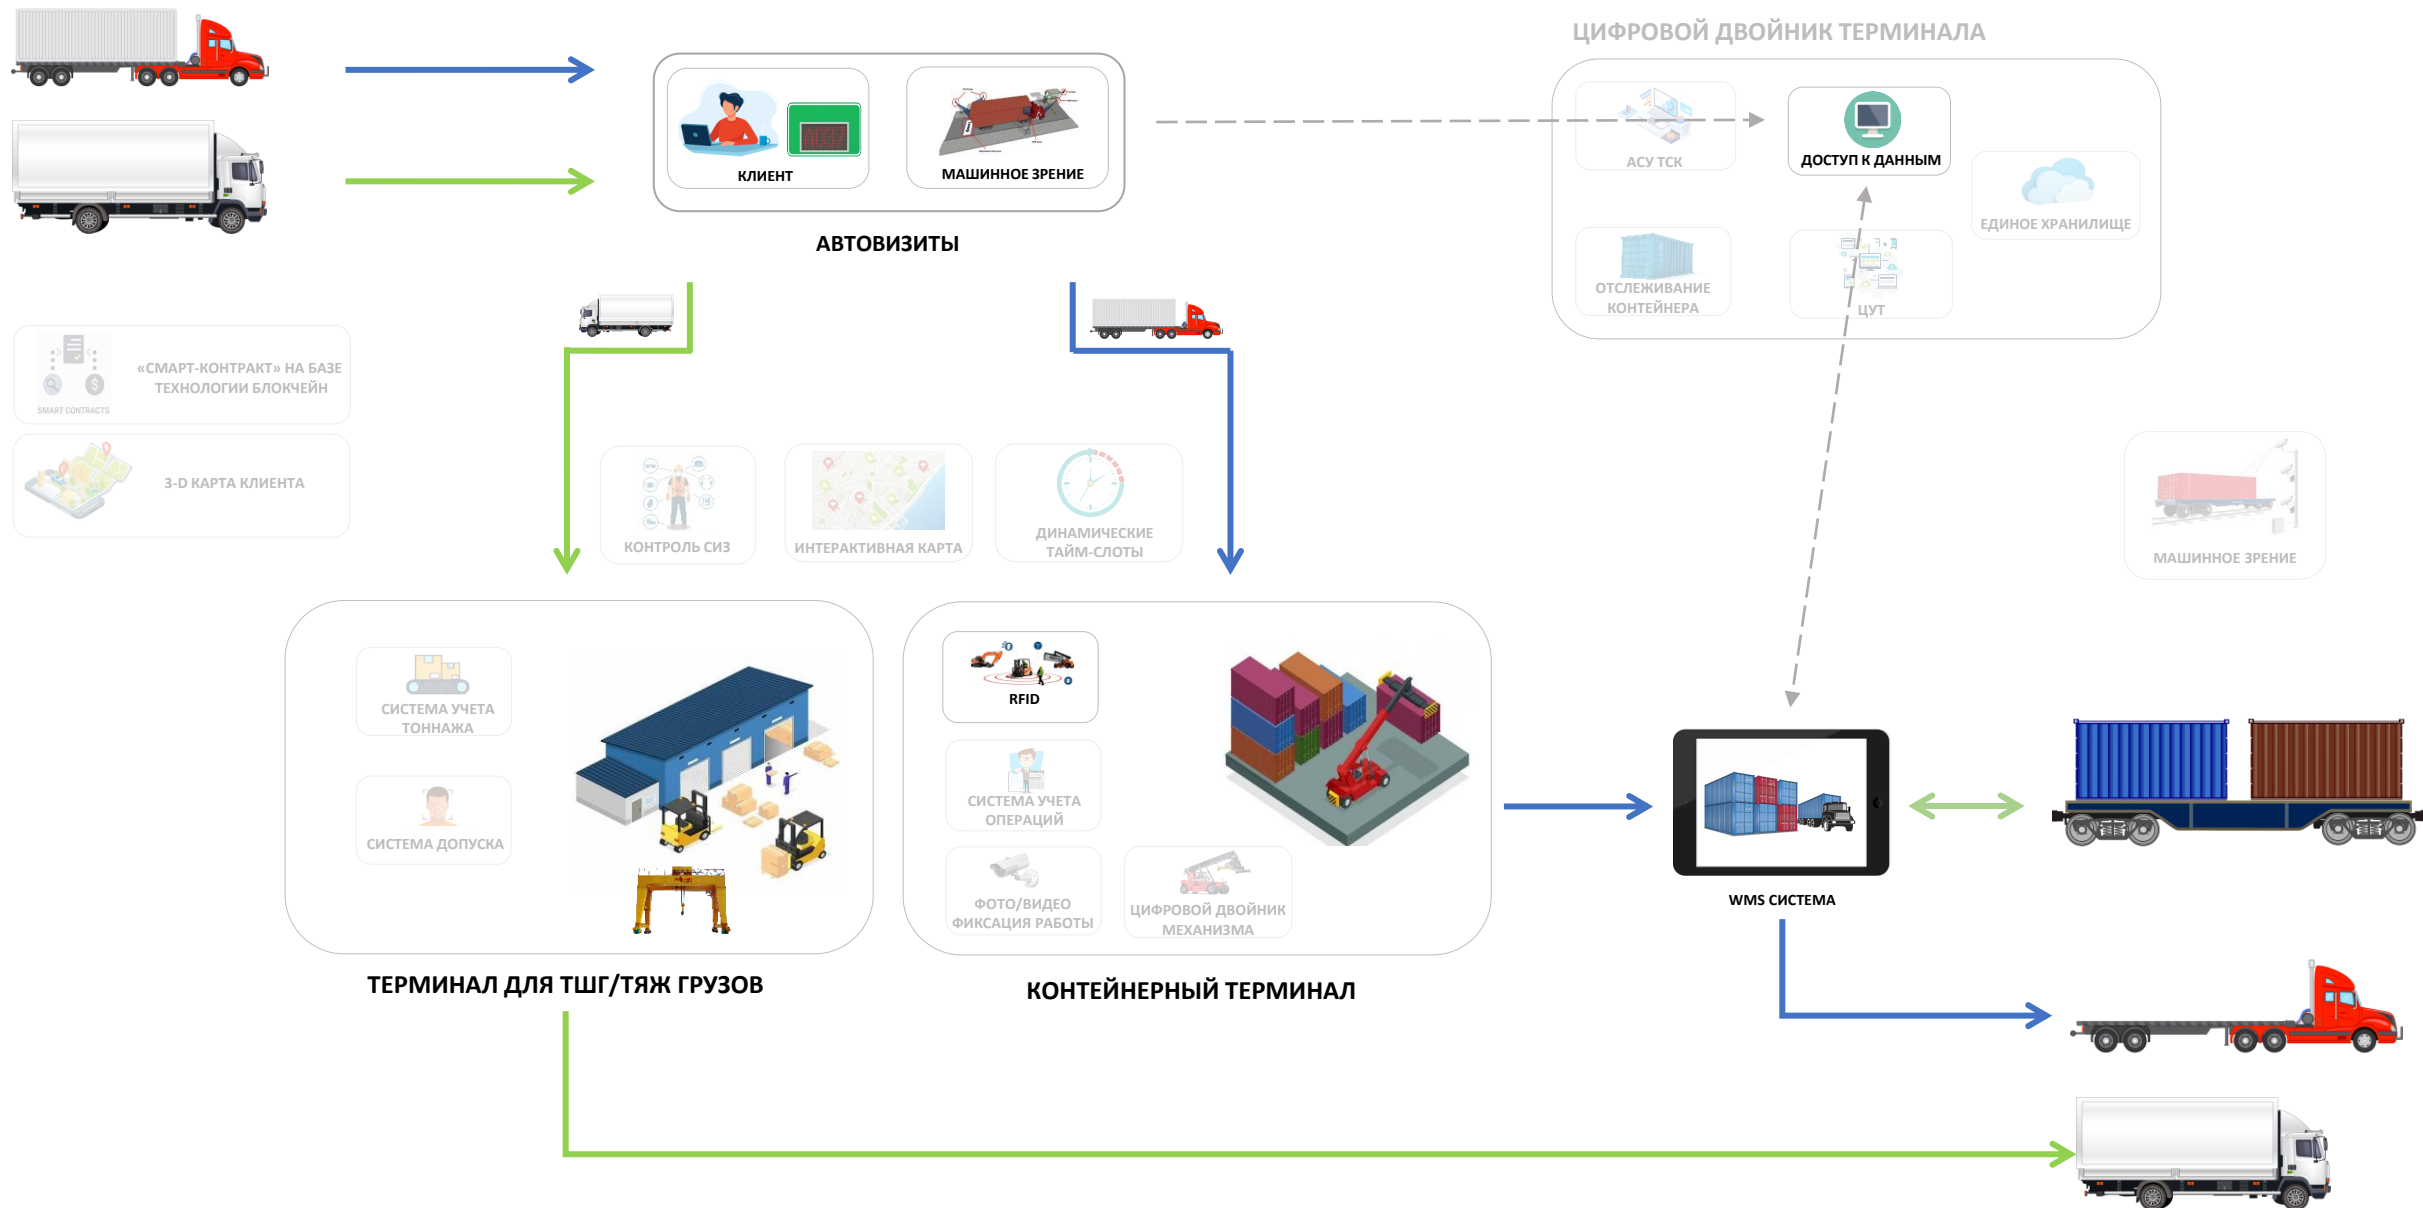 ЦИФРОВОЙ ДВОЙНИК ТЕРМИНАЛА
КЛИЕНТ
МАШИННОЕ ЗРЕНИЕ
АВТОВИЗИТЫ
АСУ ТСК
ДОСТУП К ДАННЫМ
ЕДИНОЕ ХРАНИЛИЩЕ
ОТСЛЕЖИВАНИЕ
КОНТЕЙНЕРА
ЦУТ
SMART CONTRACTS
«СМАРТ-КОНТРАКТ» НА БАЗЕ
ТЕХНОЛОГИИ БЛОКЧЕЙН
3-D КАРТА КЛИЕНТА
КОНТРОЛЬ СИЗ
ИНТЕРАКТИВНАЯ КАРТА
ДИНАМИЧЕСКИЕ
ТАЙМ-СЛОТЫ
МАШИННОЕ ЗРЕНИЕ
СИСТЕМА УЧЕТА
ТОННАЖА
СИСТЕМА ДОПУСКА
RFID
СИСТЕМА УЧЕТА
ОПЕРАЦИЙ
ФОТО/ВИДЕО
ФИКСАЦИЯ РАБОТЫ
ЦИФРОВОЙ ДВОЙНИК
МЕХАНИЗМА
WMS СИСТЕМА
ТЕРМИНАЛ ДЛЯ ТШГ/ТЯЖ ГРУЗОВ
КОНТЕЙНЕРНЫЙ ТЕРМИНАЛ